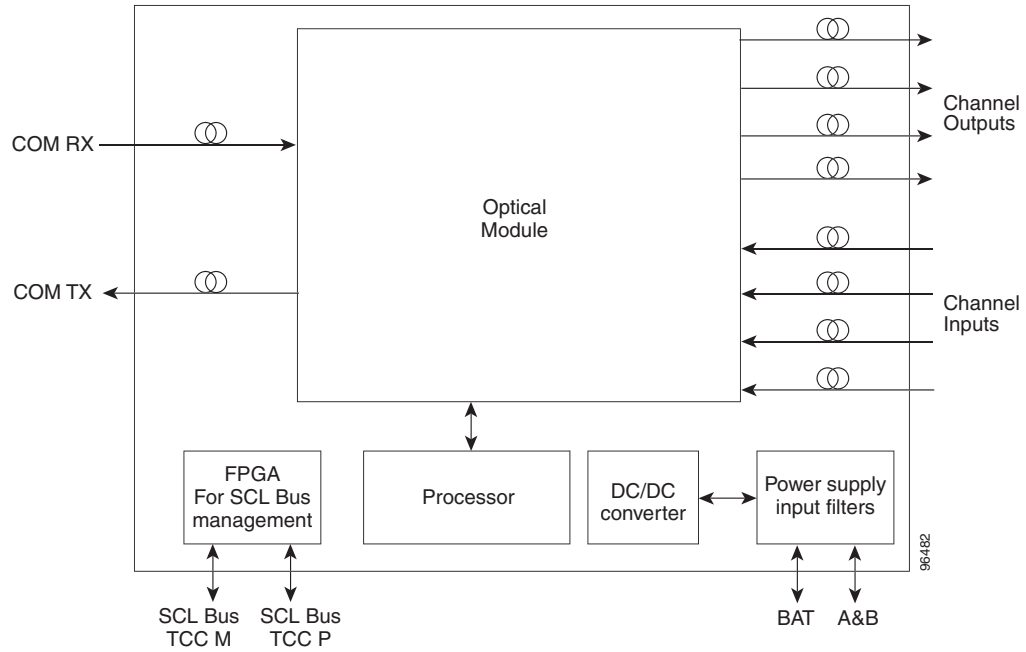 COM RX
COM TX
Optical
Module
Channel
Outputs
Channel
Inputs
FPGA
For SCL Bus
management
Processor
DC/DC
converter
Power supply
input filters
SCL Bus
TCC M
SCL Bus
TCC P
BAT
A&B
96482